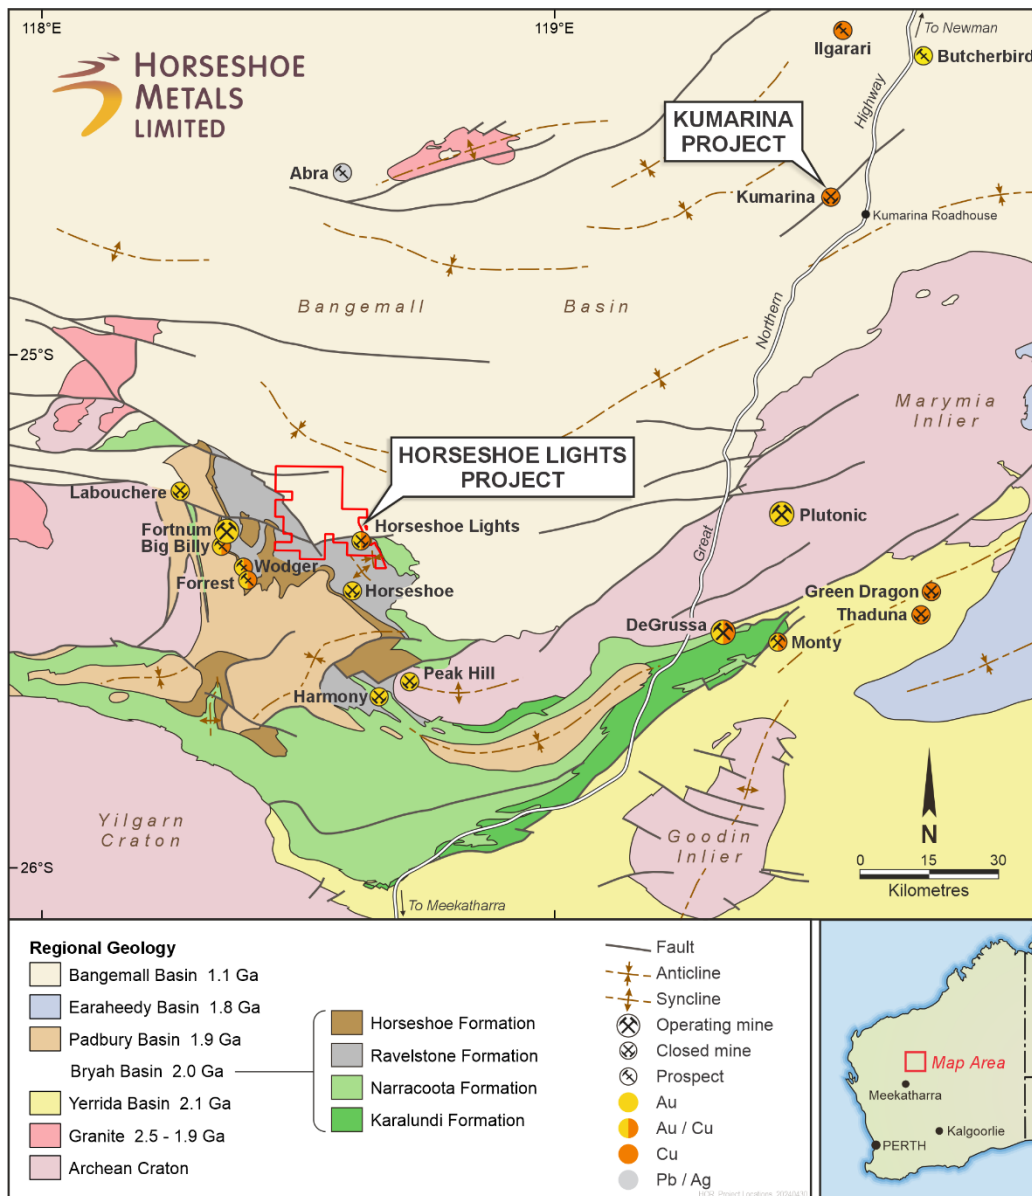 118°E
119°E
To Newman
HORSESHOE
METALS
LIMITED
Ilgarari
Butcherbird
Highway
KUMARINA
PROJECT
Abra
Kumarina
Kumarina Roadhouse
Bangemall Basin
Northern
25°S
Marymia
Inlier
HORSESHOE LIGHTS
PROJECT
Labouchere
Horseshoe Lights
Plutonic
Fortnum
Big Billy
Wodger
Forrest
Horseshoe
Great
Green Dragon
Thaduna
DeGrussa
Monty
Peak Hill
Harmony
Yilgarn
Craton
Goodin
Inlier
N
26°S
0 15 30
Kilometres
To Meekatharra
Regional Geology
Bangemall Basin 1.1 Ga
Earaheedy Basin 1.8 Ga
Padbury Basin 1.9 Ga
Bryah Basin 2.0 Ga
Yerrida Basin 2.1 Ga
Granite 2.5 - 1.9 Ga
Archean Craton
Horseshoe Formation
Ravelstone Formation
Narracoota Formation
Karalundi Formation
Fault
Anticline
Syncline
Operating mine
Closed mine
Prospect
Au
Au / Cu
Cu
Pb / Ag
HOR_Project Locations_20240430
Map Area
Meekatharra
Kalgoorlie
PERTH